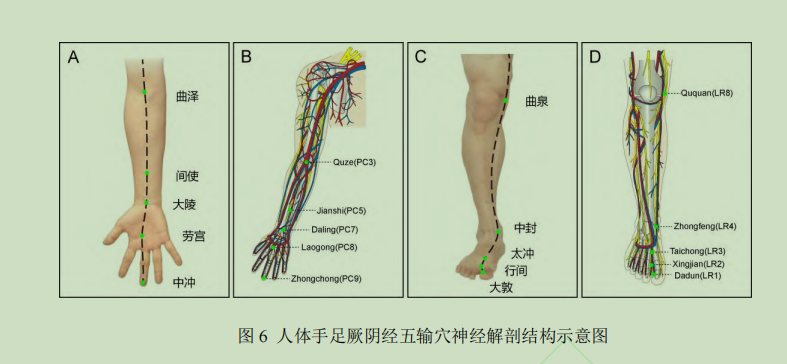 A
曲泽
间使
大陵
劳宫
中冲
B
Quze(PC3)
Jianshi(PC5)
Daling(PC7)
Laogong(PC8)
Zhongchong(PC9)
C
曲泉
中封
太冲
行间
大敦
D
Ququan(LR8)
Zhongfeng(LR4)
Taichong(LR3)
Xingjian(LR2)
Dadun(LR1)
图 6 人体手足厥阴经五输穴神经解剖结构示意图